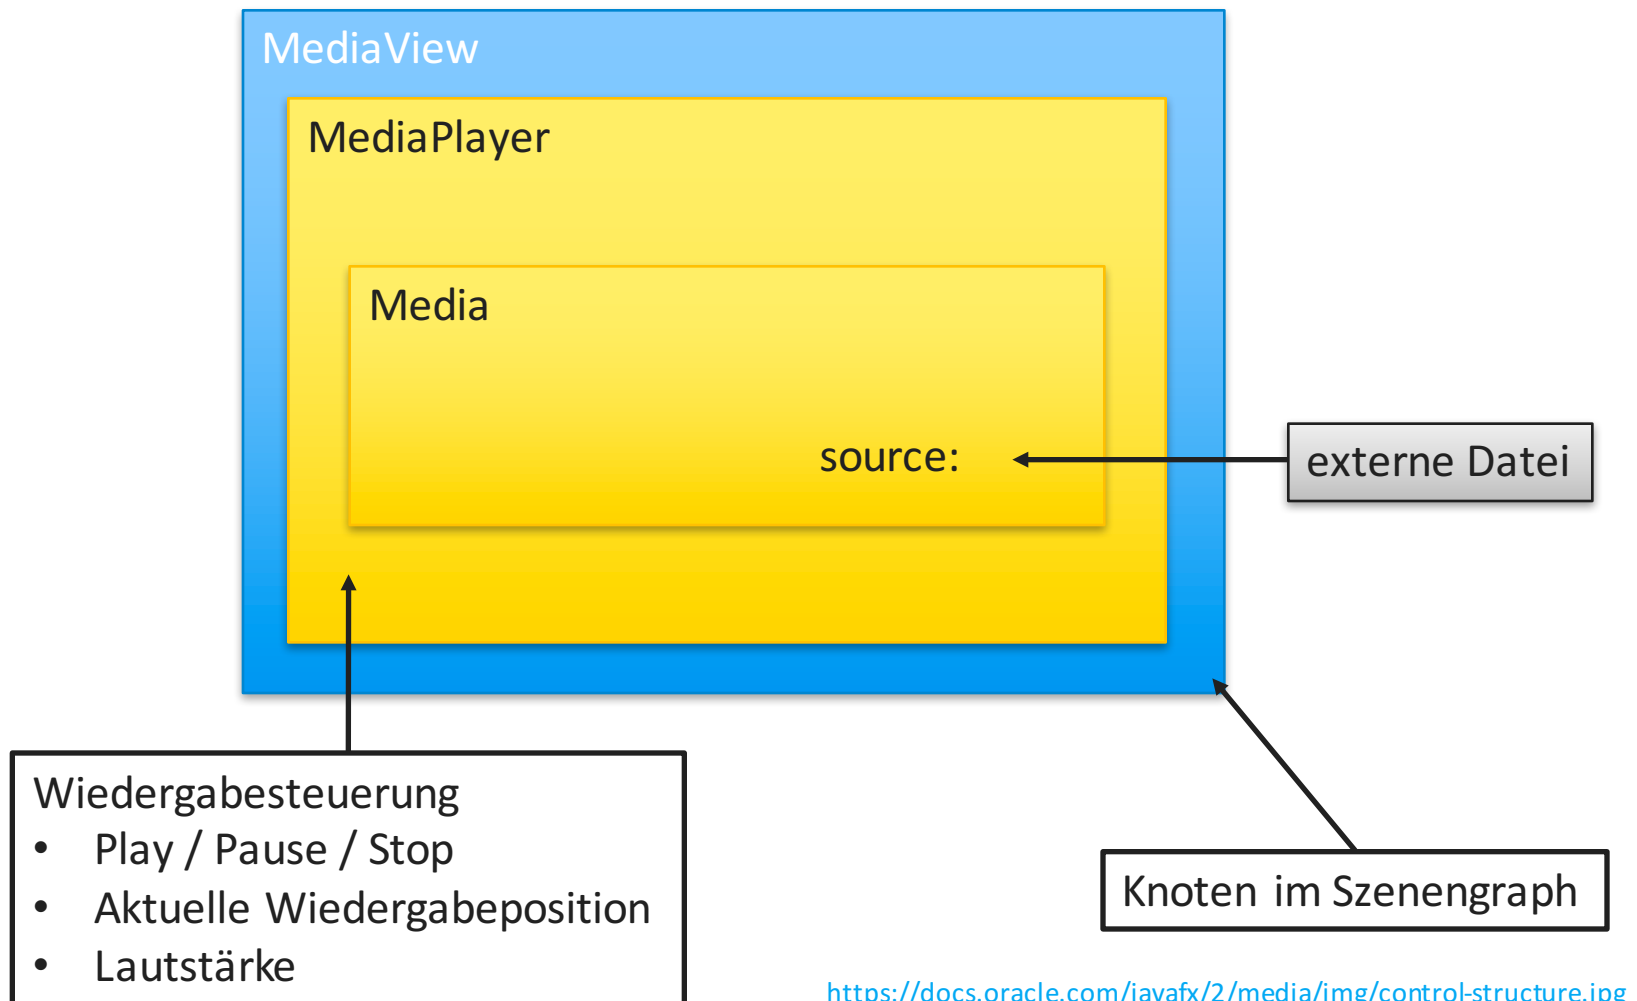 MediaView
MediaPlayer
Media
source:
externe Datei
Wiedergabesteuerung
• Play / Pause / Stop
• Aktuelle Wiedergabeposition
• Lautstärke
Knoten im Szenengraph
https://docs.oracle.com/javafx/2/media/img/control-structure.jpg